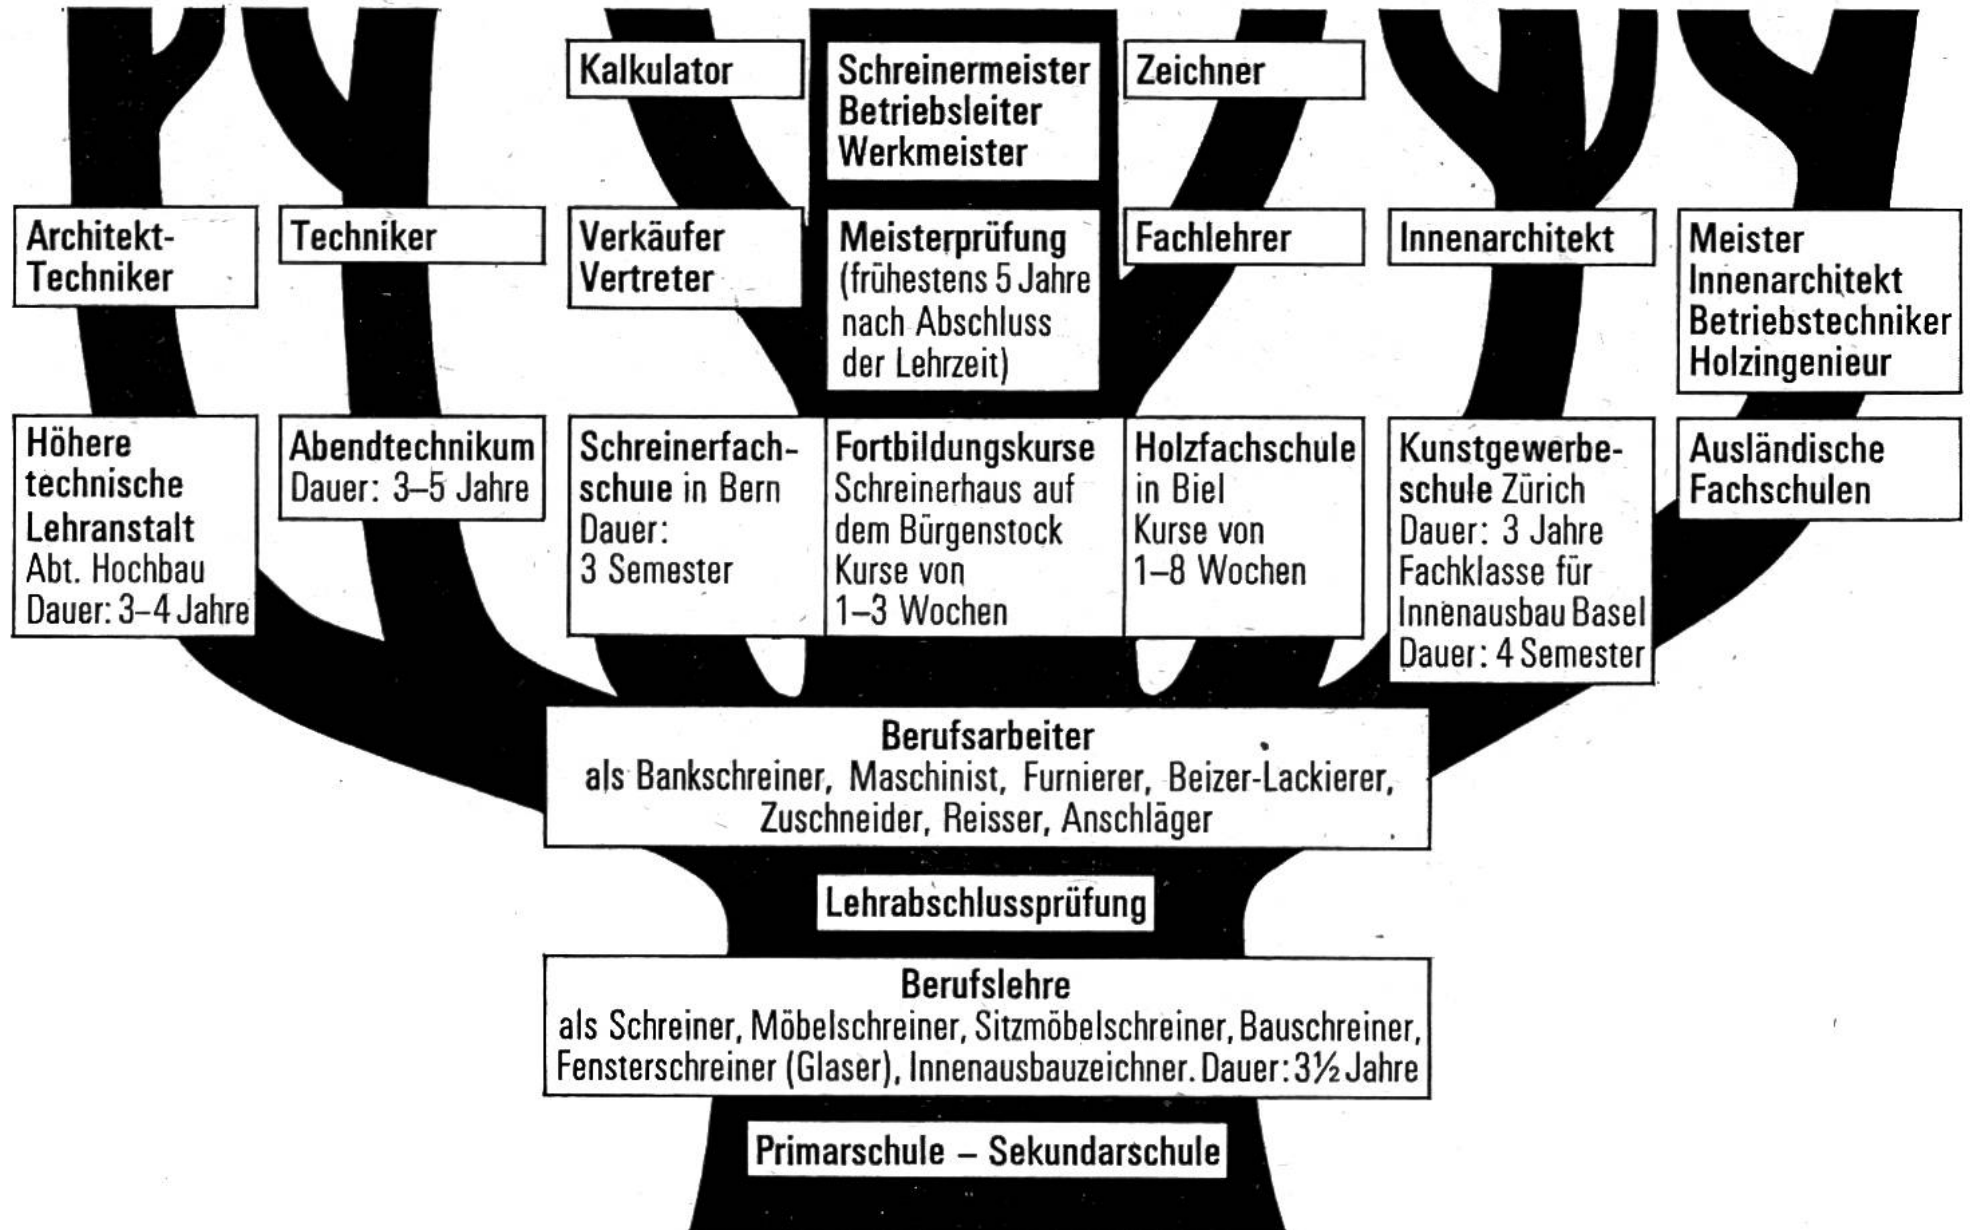 Kalkulator
Schreinermeister
Betriebsleiter
Werkmeister
Zeichner
Architekt-
Techniker
Techniker
Verkäufer
Vertreter
Meisterprüfung
(frühestens 5 Jahre
nach Abschluss
der Lehrzeit)
Fachlehrer
Innenarchitekt
Meister
Innenarchitekt
Betriebstechniker
Holzingenieur
Höhere
technische
Lehranstalt
Abt. Hochbau
Dauer: 3–4 Jahre
Abendtechnikum
Dauer: 3–5 Jahre
Schreinerfach-
schule in Bern
Dauer:
3 Semester
Fortbildungskurse
Schreinerhaus auf
dem Bürgenstock
Kurse von
1–3 Wochen
Holzfachschule
in Biel
Kurse von
1–8 Wochen
Kunstgewerbe-
schule Zürich
Dauer: 3 Jahre
Fachklasse für
Innenausbau Basel
Dauer: 4 Semester
Ausländische
Fachschulen
Berufsarbeiter
als Bankschreiner, Maschinist, Furnierer, Beizer-Lackierer,
Zuschneider, Reisser, Anschläger
Lehrabschlussprüfung
Berufslehre
als Schreiner, Möbelschreiner, Sitzmöbelschreiner, Bauschreiner,
Fensterschreiner (Glaser), Innenausbauzeichner. Dauer: 3½ Jahre
Primarschule – Sekundarschule